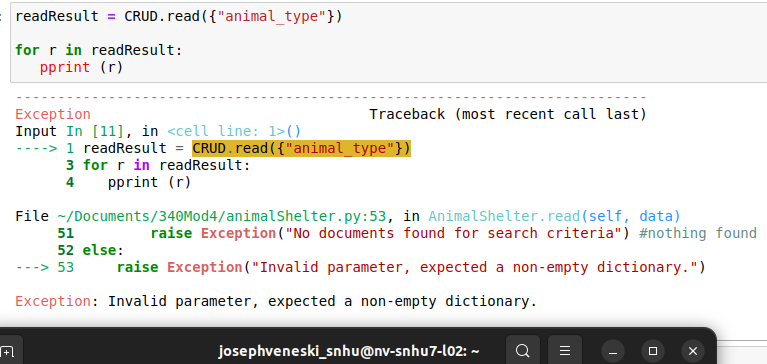 : readResult = CRUD.read({"animal_type"})
for r in readResult:
pprint (r)
---------------------------------------------------------------------------
Exception Traceback (most recent call last)
Input In [11], in <cell line: 1>()
----> 1 readResult = CRUD.read({"animal_type"})
3 for r in readResult:
4 pprint (r)
File ~/Documents/340Mod4/animalShelter.py:53, in AnimalShelter.read(self, data)
51 raise Exception("No documents found for search criteria") #nothing found
52 else:
---> 53 raise Exception("Invalid parameter, expected a non-empty dictionary.")
Exception: Invalid parameter, expected a non-empty dictionary.
josephveneski_snhu@nv-snhu7-l02: ~